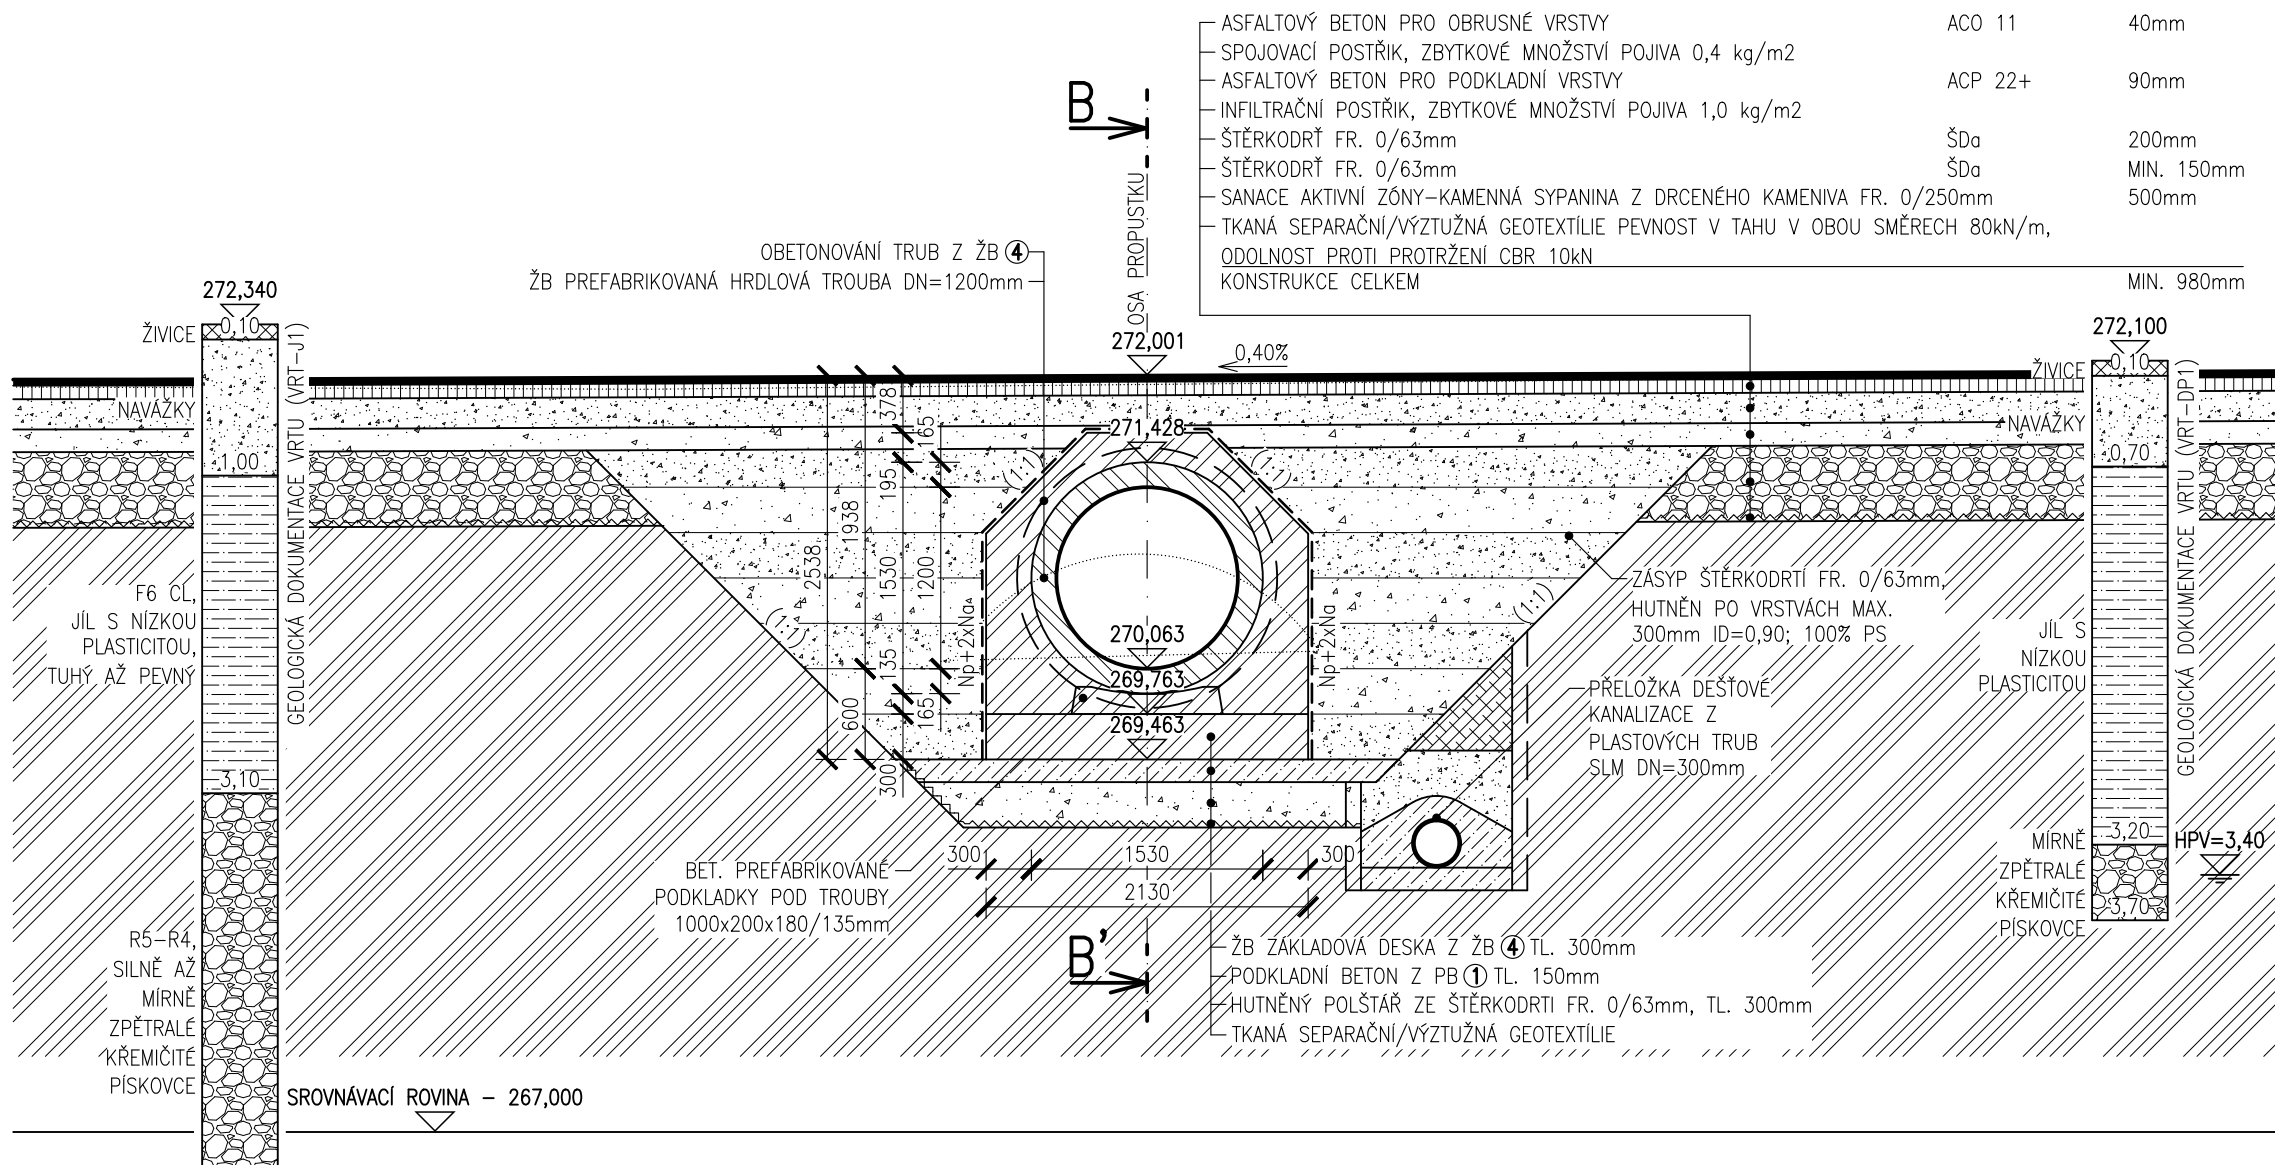 ASFALTOVÝ BETON PRO OBRUSNÉ VRSTVY ACO 11 40mm
SPOJOVACÍ POSTŘIK, ZBYTKOVÉ MNOŽSTVÍ POJIVA 0,4 kg/m2
ASFALTOVÝ BETON PRO PODKLADNÍ VRSTVY ACP 22+ 90mm
INFILTRAČNÍ POSTŘIK, ZBYTKOVÉ MNOŽSTVÍ POJIVA 1,0 kg/m2
ŠTĚRKODRŤ FR. 0/63mm ŠDa 200mm
ŠTĚRKODRŤ FR. 0/63mm ŠDa MIN. 150mm
SANACE AKTIVNÍ ZÓNY-KAMENNÁ SYPANINA Z DRCENÉHO KAMENIVA FR. 0/250mm 500mm
TKANÁ SEPARAČNÍ/VÝZTUŽNÁ GEOTEXTÍLIE PEVNOST V TAHU V OBOU SMĚRECH 80kN/m,
ODOLNOST PROTI PROTRŽENÍ CBR 10kN
KONSTRUKCE CELKEM MIN. 980mm
B
OSA PROPUSTKU
OBETONOVÁNÍ TRUB Z ŽB 4
ŽB PREFABRIKOVANÁ HRDLOVÁ TROUBA DN=1200mm
272,340
0,10
ŽIVICE
NAVÁŽKY
1,00
F6 CL,
JÍL S NÍZKOU
PLASTICITOU,
TUHÝ AŽ PEVNÝ
3,10
R5-R4,
SILNĚ AŽ
MÍRNĚ
ZPĚTRALÉ
KŘEMIČITÉ
PÍSKOVCE
GEOLOGICKÁ DOKUMENTACE VRTU (VRT-J1)
272,001
0,40%
271,428
(1:1)
(1:1)
378
165
195
1938
2538
1530
1200
135
600
165
300
(1:1)
(1:1)
Np+2xNa
Np+2xNa
270,063
269,763
269,463
ZÁSYP ŠTĚRKODRTÍ FR. 0/63mm,
HUTNĚN PO VRSTVÁCH MAX.
300mm ID=0,90; 100% PS
PŘELOŽKA DEŠŤOVÉ
KANALIZACE Z
PLASTOVÝCH TRUB
SLM DN=300mm
300 1530 300
2130
BET. PREFABRIKOVANÉ
PODKLADKY POD TROUBY
1000x200x180/135mm
B'
ŽB ZÁKLADOVÁ DESKA Z ŽB 4 TL. 300mm
PODKLADNÍ BETON Z PB 1 TL. 150mm
HUTNĚNÝ POLŠTÁŘ ZE ŠTĚRKODRTI FR. 0/63mm, TL. 300mm
TKANÁ SEPARAČNÍ/VÝZTUŽNÁ GEOTEXTÍLIE
272,100
0,10
ŽIVICE
NAVÁŽKY
0,70
JÍL S
NÍZKOU
PLASTICITOU
3,20
MÍRNĚ
ZPĚTRALÉ
KŘEMIČITÉ
PÍSKOVCE
3,70
HPV=3,40
GEOLOGICKÁ DOKUMENTACE VRTU (VRT-DP1)
SROVNÁVACÍ ROVINA - 267,000